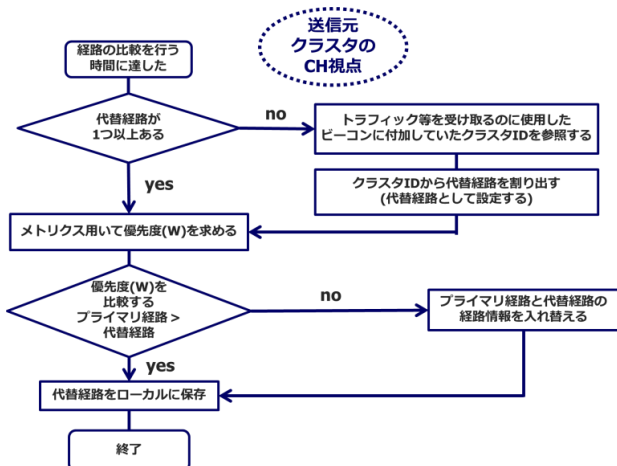 送信元
クラスタの
CH視点
経路の比較を行う
時間に達した
代替経路が
1つ以上ある
no
トラフィック等を受け取るのに使用した
ビーコンに付加していたクラスタIDを参照する
yes
クラスタIDから代替経路を割り出す
(代替経路として設定する)
メトリクス用いて優先度(W)を求める
優先度(W)を
比較する
プライマリ経路>
代替経路
no
プライマリ経路と代替経路の
経路情報を入れ替える
yes
代替経路をローカルに保存
終了